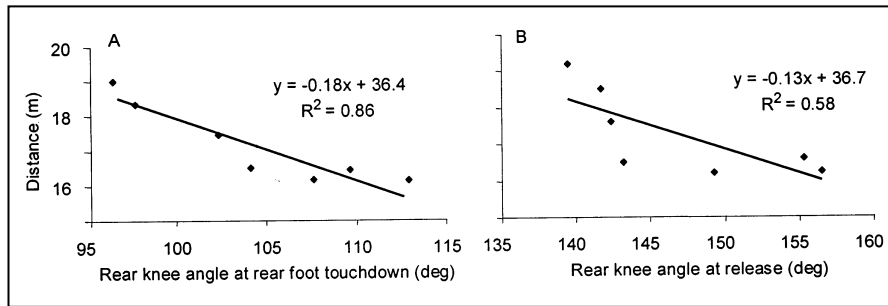 A
B
20
18
16
Distance (m)
y = -0.18x + 36.4
R2 = 0.86
y = -0.13x + 36.7
R2 = 0.58
95 100 105 110 115
135 140 145 150 155 160
Rear knee angle at rear foot touchdown (deg)
Rear knee angle at release (deg)